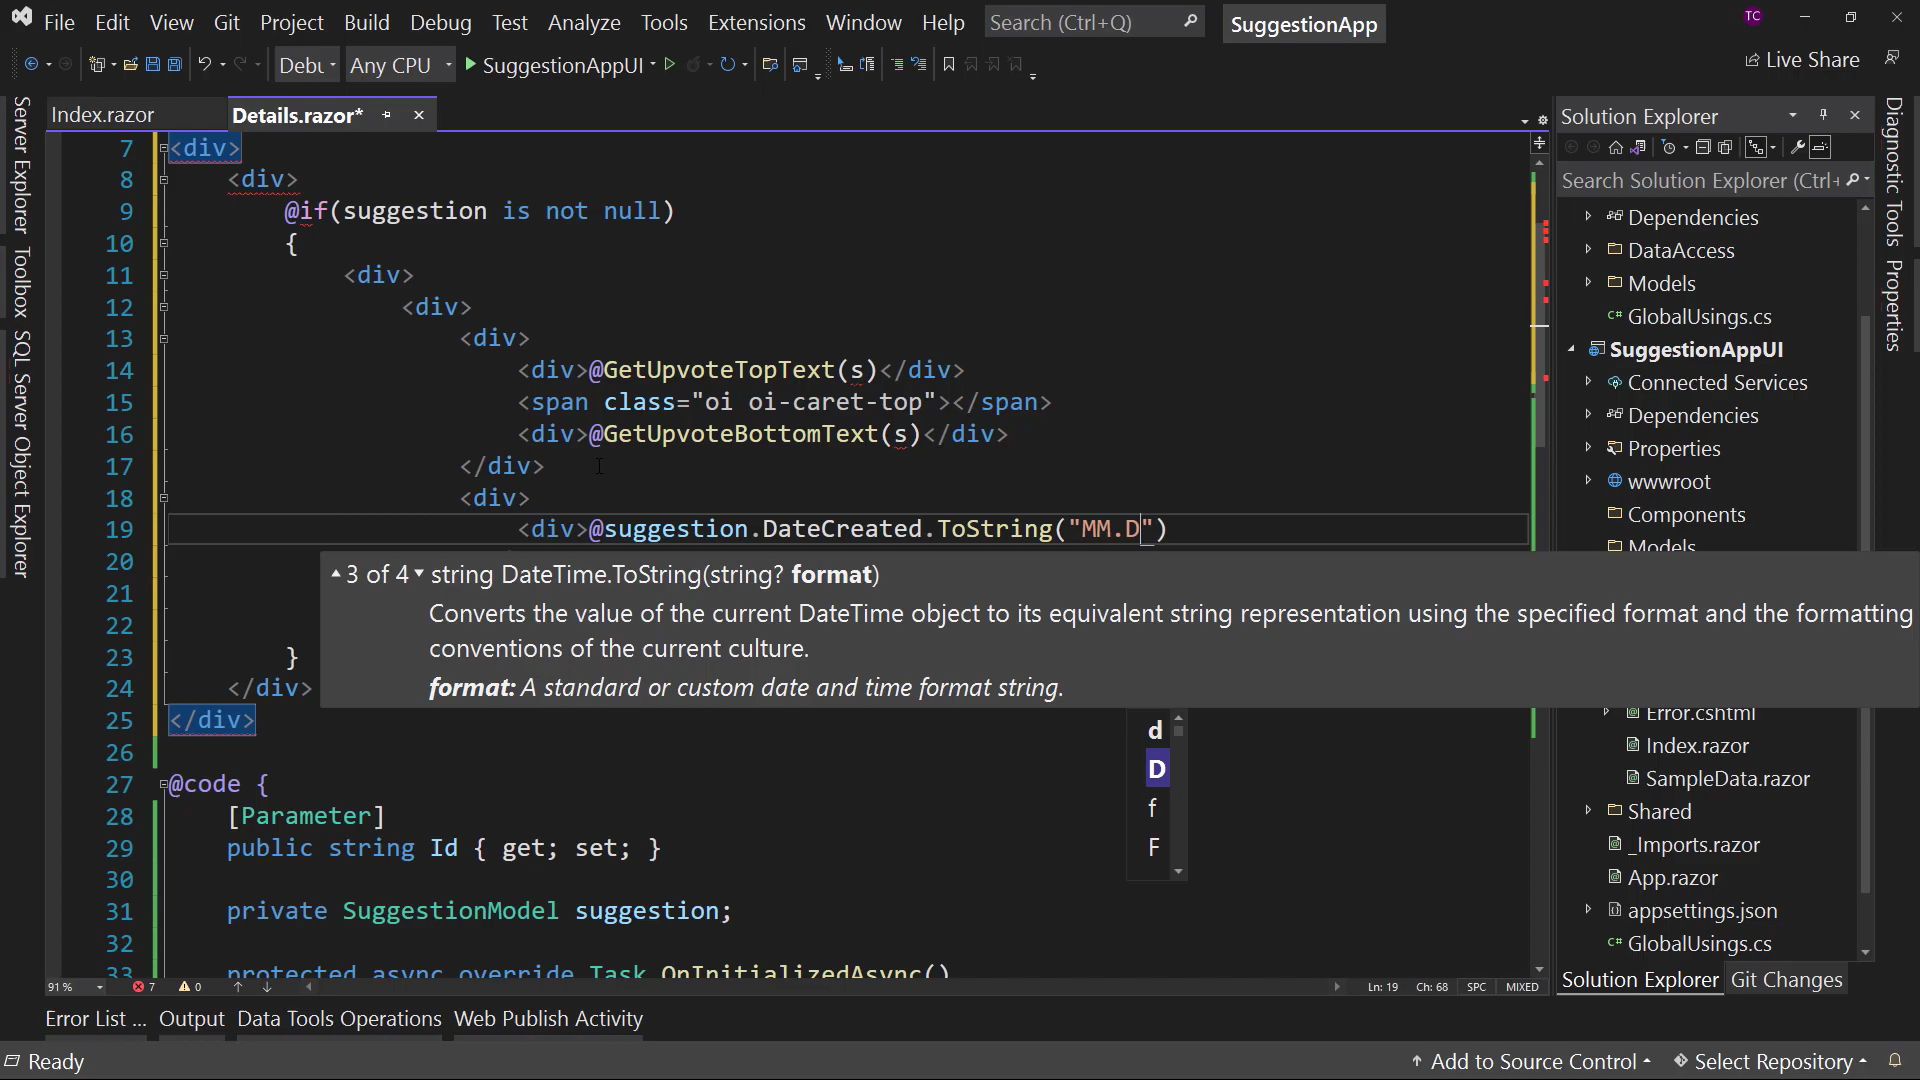 File Edit View Git Project Build Debug Test Analyze Tools Extensions Window Help Search (Ctrl+Q) SuggestionApp TC
Debu Any CPU SuggestionAppUI Live Share
Server Explorer
Toolbox
SQL Server Object Explorer
Index.razor Details.razor*
7 <div>
8 <div>
9 @if(suggestion is not null)
10 {
11 <div>
12 <div>
13 <div>
14 <div>@GetUpvoteTopText(s)</div>
15 <span class="oi oi-caret-top"></span>
16 <div>@GetUpvoteBottomText(s)</div>
17 </div>
18 <div>
19 <div>@suggestion.DateCreated.ToString("MM.D")
20
21
22
23 }
24 </div>
25 </div>
26
27 @code {
28 [Parameter]
29 public string Id { get; set; }
30
31 private SuggestionModel suggestion;
32
33 protected async override Task OnInitializedAsync()
3 of 4 string DateTime.ToString(string? format)
Converts the value of the current DateTime object to its equivalent string representation using the specified format and the formatting
conventions of the current culture.
format: A standard or custom date and time format string.
d
D
f
F
91% 7 0 Ln: 19 Ch: 68 SPC MIXED
Solution Explorer
Search Solution Explorer (Ctrl+
Dependencies
DataAccess
Models
C# GlobalUsings.cs
SuggestionAppUI
Connected Services
Dependencies
Properties
wwwroot
Components
Models
Error.cshtml
Index.razor
SampleData.razor
Shared
_Imports.razor
App.razor
appsettings.json
C# GlobalUsings.cs
Solution Explorer Git Changes
Diagnostic Tools
Properties
Error List ... Output Data Tools Operations Web Publish Activity
Ready Add to Source Control Select Repository